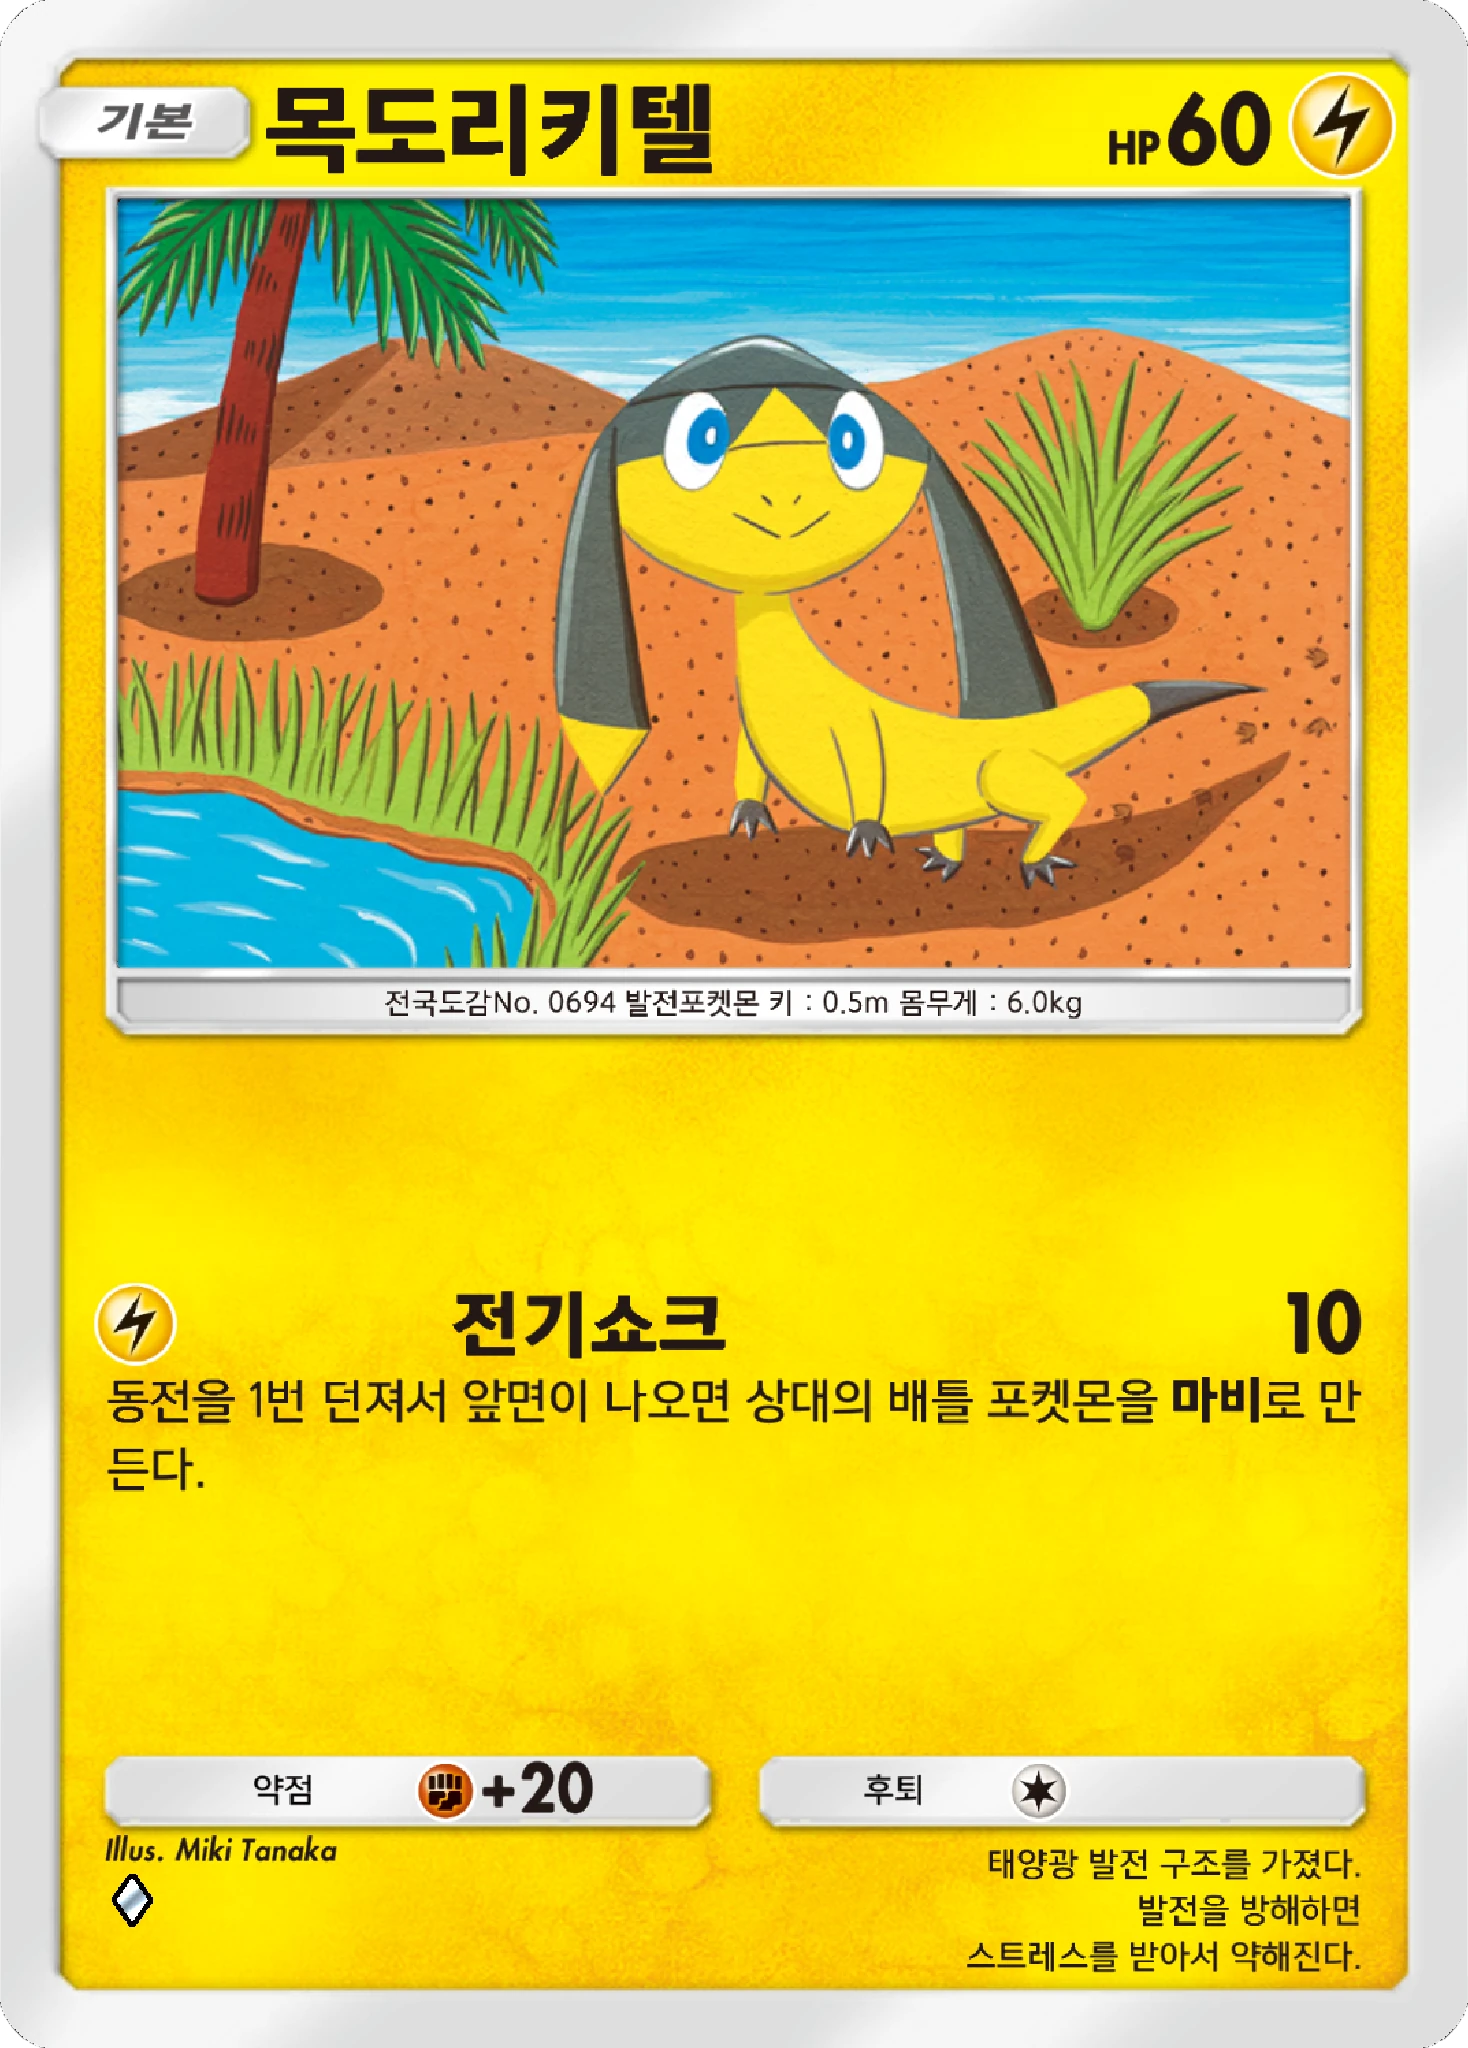 기본 목도리키텔 HP 60
전국도감No. 0694 발전포켓몬 키 : 0.5m 몸무게 : 6.0kg
전기쇼크 10
동전을 1번 던져서 앞면이 나오면 상대의 배틀 포켓몬을 마비로 만
든다.
약점 +20 후퇴
Illus. Miki Tanaka
태양광 발전 구조를 가졌다.
발전을 방해하면
스트레스를 받아서 약해진다.